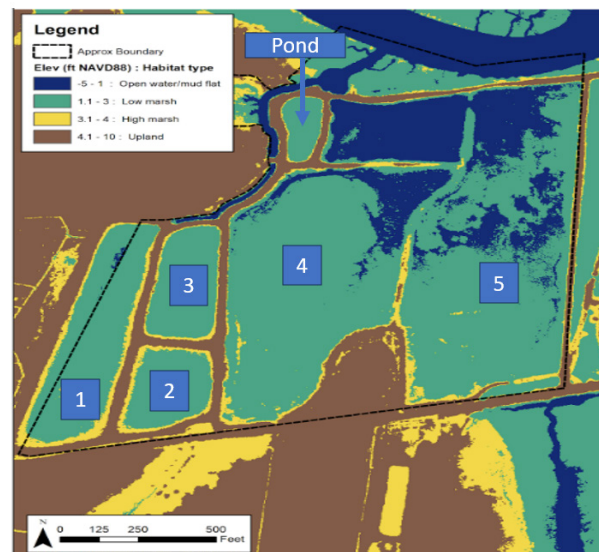 Legend
Approx Boundary
Elev (ft NAVD88) : Habitat type
-5 - 1 : Open water/mud flat
1.1 - 3 : Low marsh
3.1 - 4 : High marsh
4.1 - 10 : Upland
Pond
3
4
5
1
2
N
0 125 250 500
Feet